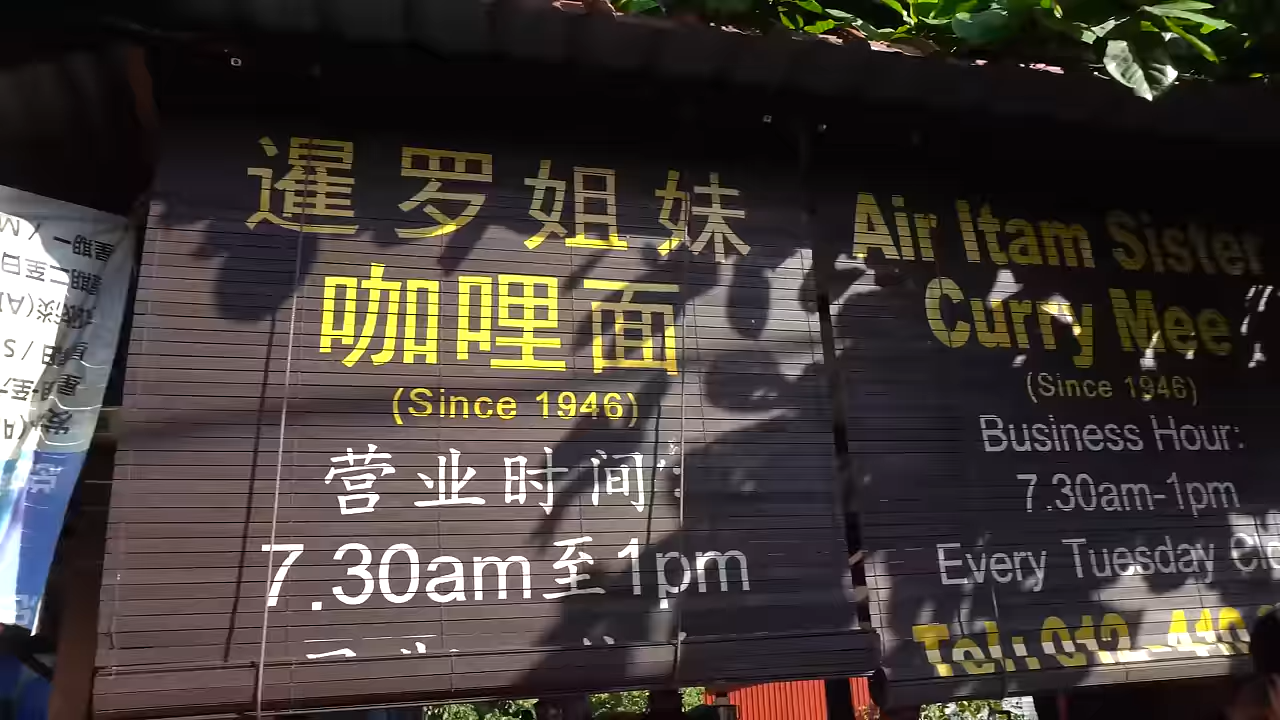 暹罗姐妹
咖哩面
(Since 1946)
营业时间:
7.30am至1pm
Air Itam Sister
Curry Mee
(Since 1946)
Business Hour:
7.30am-1pm
Every Tuesday
Tel: 012-410